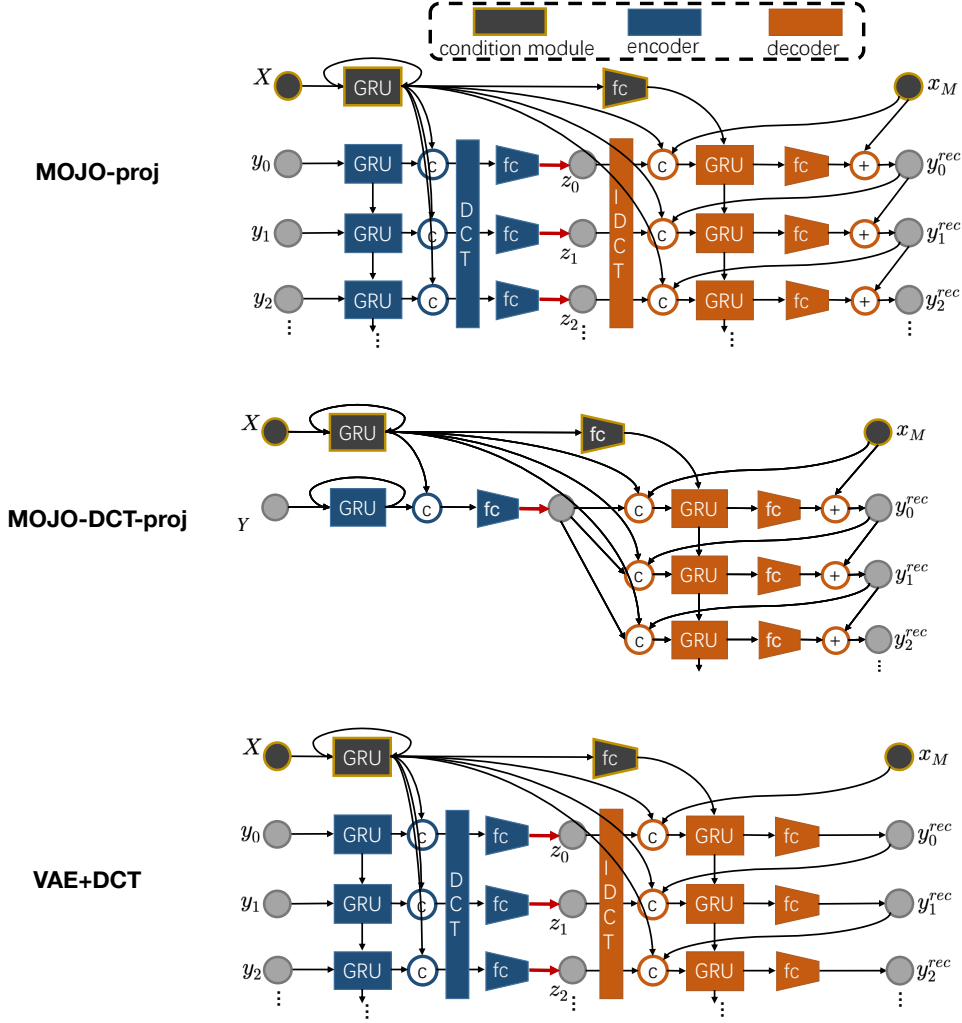 condition module encoder decoder
X GRU fc x_M
MOJO-proj
y_0 GRU c fc z_0 c GRU fc + y_0^{rec}
DCT
IDCT
y_1 GRU c fc z_1 c GRU fc + y_1^{rec}
y_2 GRU c fc z_2 c GRU fc + y_2^{rec}
X GRU fc x_M
MOJO-DCT-proj
Y GRU c fc c GRU fc + y_0^{rec}
c GRU fc + y_1^{rec}
c GRU fc + y_2^{rec}
X GRU fc x_M
VAE+DCT
y_0 GRU c fc z_0 c GRU fc y_0^{rec}
DCT
IDCT
y_1 GRU c fc z_1 c GRU fc y_1^{rec}
y_2 GRU c fc z_2 c GRU fc y_2^{rec}